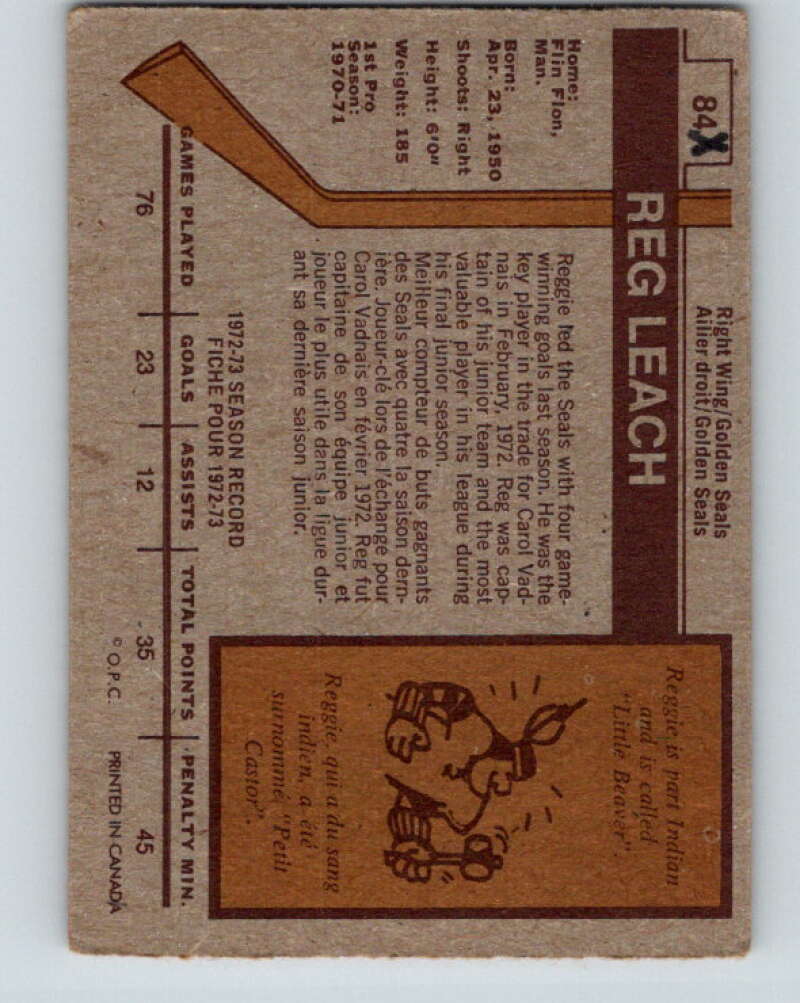 84
Right Wing/Golden Seals
Ailier droit/Golden Seals
REG LEACH
Home:
Flin Flon,
Man.
Born:
Apr. 23, 1950
Shoots: Right
Height: 6'0"
Weight: 185
1st Pro
Season:
1970-71
Reggie led the Seals with four game-
winning goals last season. He was the
key player in the trade for Carol Vad-
nais in February, 1972. Reg was cap-
tain of his junior team and the most
valuable player in his league during
his final junior season.
Meilleur compteur de buts gagnants
des Seals avec quatre la saison dern-
ière. Joueur-clé lors de l'échange pour
Carol Vadnais en février 1972. Reg fut
capitaine de son équipe junior et
joueur le plus utile dans la ligue dur-
ant sa dernière saison junior.
Reggie is part Indian
and is called
"Little Beaver".
Reggie, qui a du sang
indien, a été
surnommé, "Petit
Castor".
1972-73 SEASON RECORD
FICHE POUR 1972-73
GAMES PLAYED GOALS ASSISTS TOTAL POINTS PENALTY MIN.
76 23 12 35 45
© O.P.C. PRINTED IN CANADA